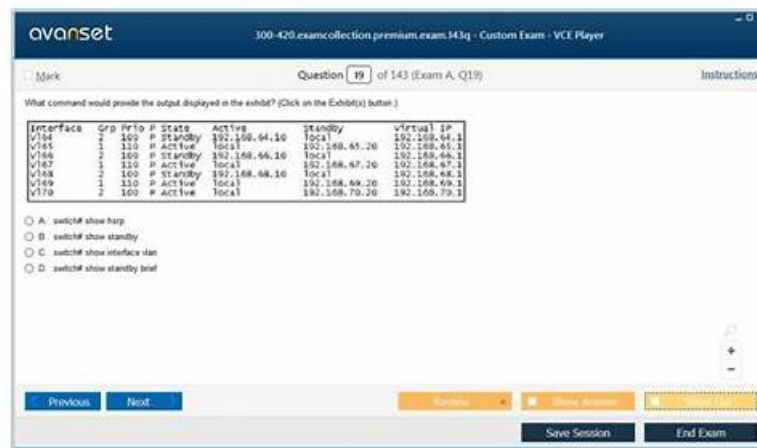 avanset
300-420.examcollection.premium.exam.143q - Custom Exam - VCE Player
Mark
Question 19 of 143 (Exam A, Q19)
Instructions
What command would provide the output displayed in the exhibit? (Click on the Exhibit(s) button.)
Interface Grp Prio P State Active Standby Virtual IP
Vl64 2 100 P Standby 192.168.64.10 local 192.168.64.1
Vl65 1 110 P Active local 192.168.65.20 192.168.65.1
Vl66 2 100 P Standby 192.168.66.10 local 192.168.66.1
Vl67 1 110 P Active local 192.168.67.20 192.168.67.1
Vl68 2 100 P Standby 192.168.68.10 local 192.168.68.1
Vl69 1 110 P Active local 192.168.69.20 192.168.69.1
Vl70 2 100 P Active local 192.168.70.20 192.168.70.1
A. switch# show hsrp
B. switch# show standby
C. switch# show interface vlan
D. switch# show standby brief
Previous
Next
Review
Show Answer
Save Session
End Exam